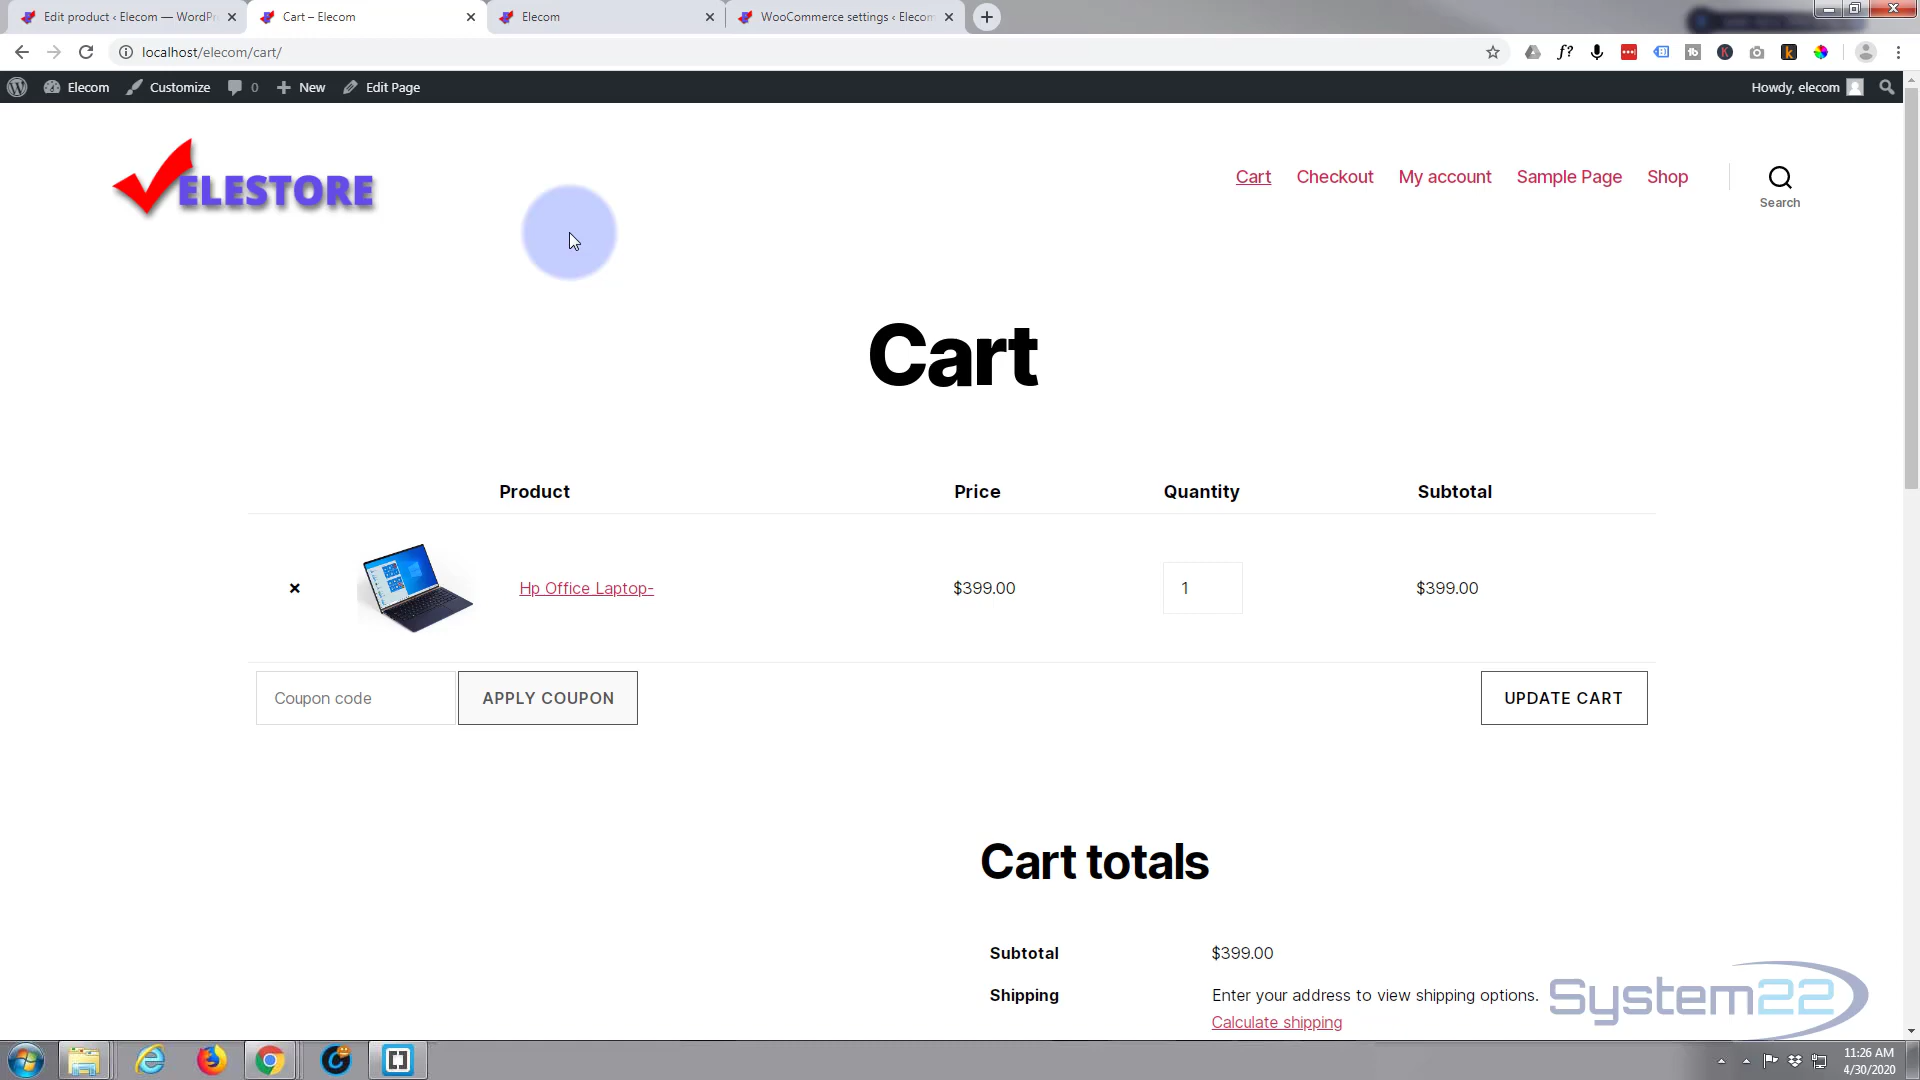 Edit product ‹ Elecom — WordPr
Cart – Elecom
Elecom
WooCommerce settings ‹ Elecom
localhost/elecom/cart/
Elecom
Customize
0
New
Edit Page
Howdy, elecom
ELESTORE
Cart
Checkout
My account
Sample Page
Shop
Search
Cart
Product Price Quantity Subtotal
Hp Office Laptop- $399.00 1 $399.00
Coupon code APPLY COUPON UPDATE CART
Cart totals
Subtotal $399.00
Shipping Enter your address to view shipping options.
Calculate shipping
System22
11:26 AM
4/30/2020